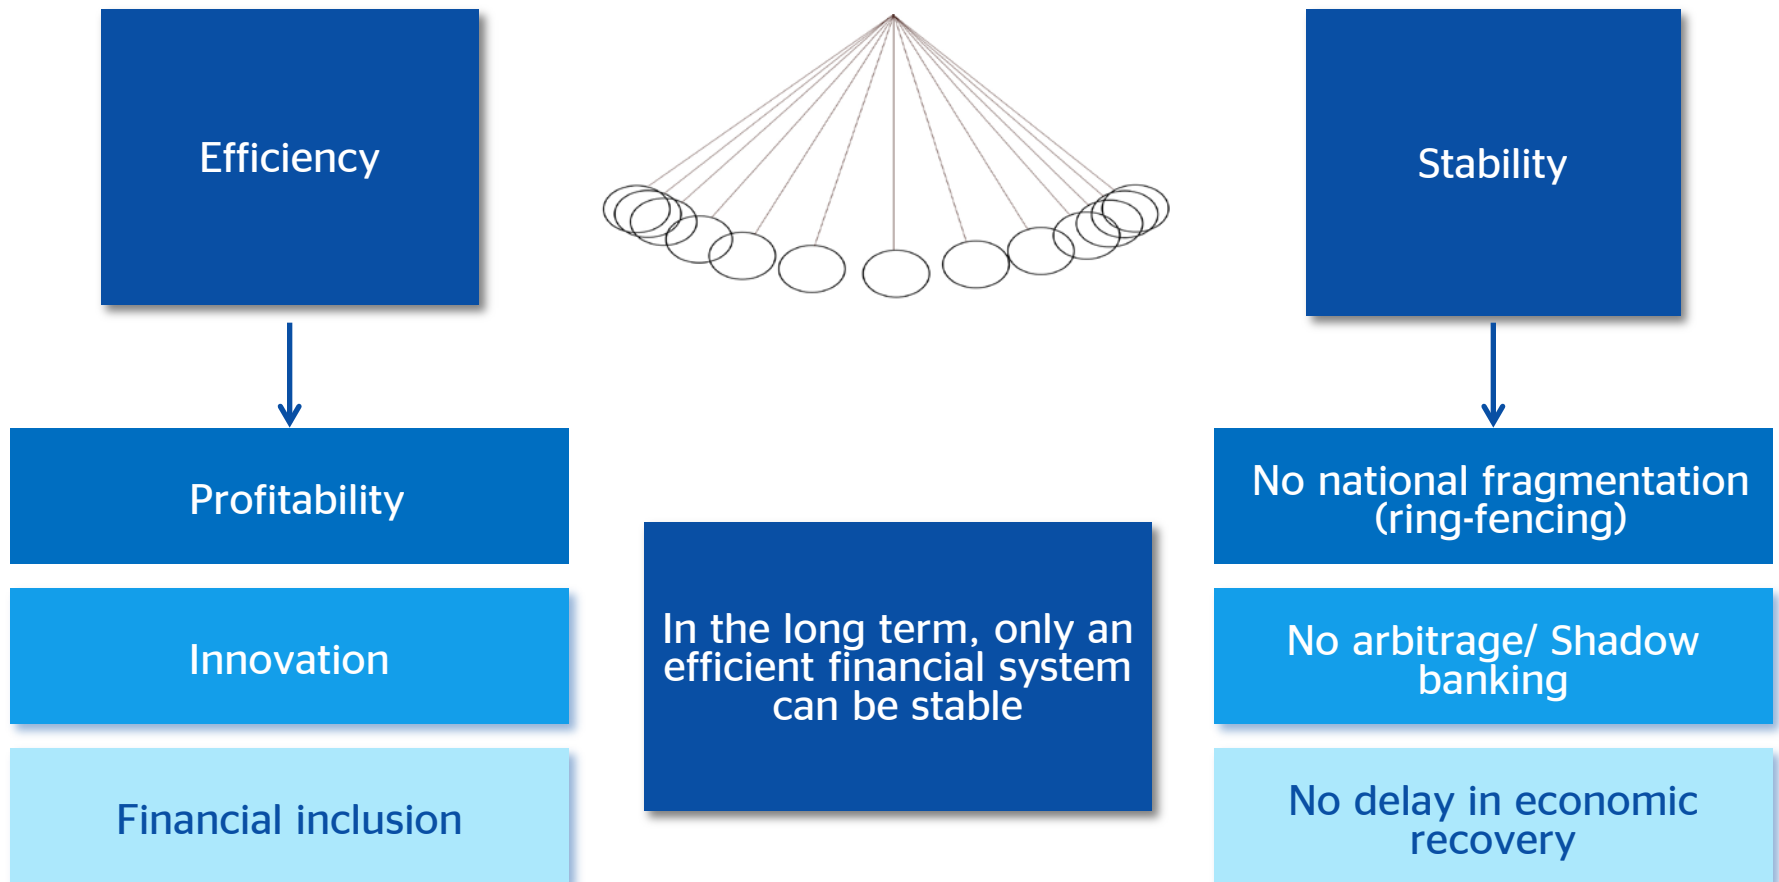 Efficiency
Stability
Profitability
Innovation
Financial inclusion
In the long term, only an
efficient financial system
can be stable
No national fragmentation
(ring-fencing)
No arbitrage/ Shadow
banking
No delay in economic
recovery